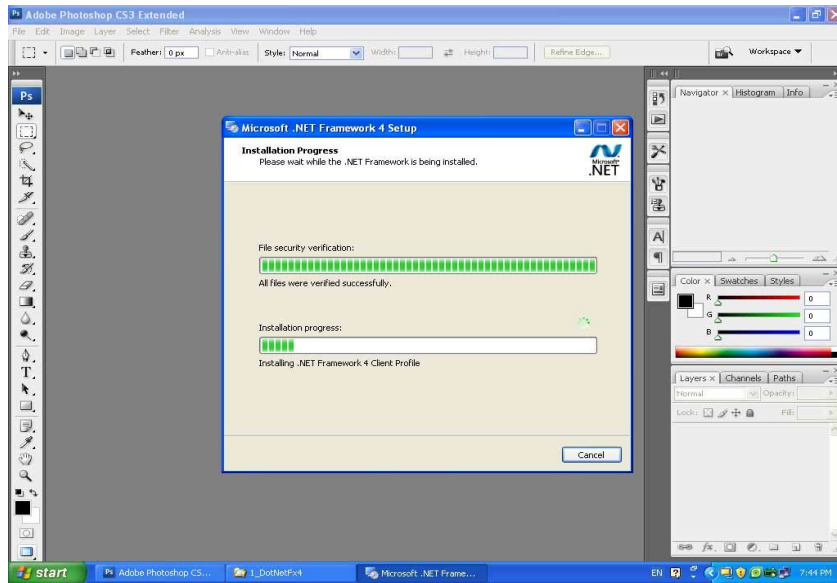 Adobe Photoshop CS3 Extended
File Edit Image Layer Select Filter Analysis View Window Help
Feather: 0 px Anti-alias Style: Normal Width: Height: Refine Edge... Workspace
Ps
Navigator × Histogram Info
Microsoft .NET Framework 4 Setup
Installation Progress
Please wait while the .NET Framework is being installed.
Microsoft
.NET
File security verification:
All files were verified successfully.
Installation progress:
Installing .NET Framework 4 Client Profile
Cancel
Color × Swatches Styles
R 0
G 0
B 0
Layers × Channels Paths
Normal Opacity:
Lock: Fill:
start Adobe Photoshop CS... 1_DotNetFx4 Microsoft .NET Frame... EN 7:44 PM